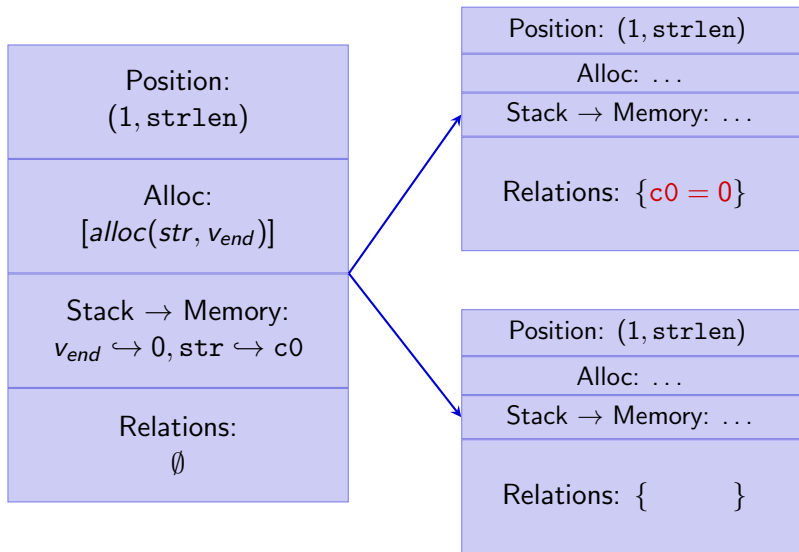 Position:
(1, strlen)
Alloc:
[alloc(str, v_end)]
Stack → Memory:
v_end ↪ 0, str ↪ c0
Relations:
∅
Position: (1, strlen)
Alloc: ...
Stack → Memory: ...
Relations: {c0 = 0}
Position: (1, strlen)
Alloc: ...
Stack → Memory: ...
Relations: { }